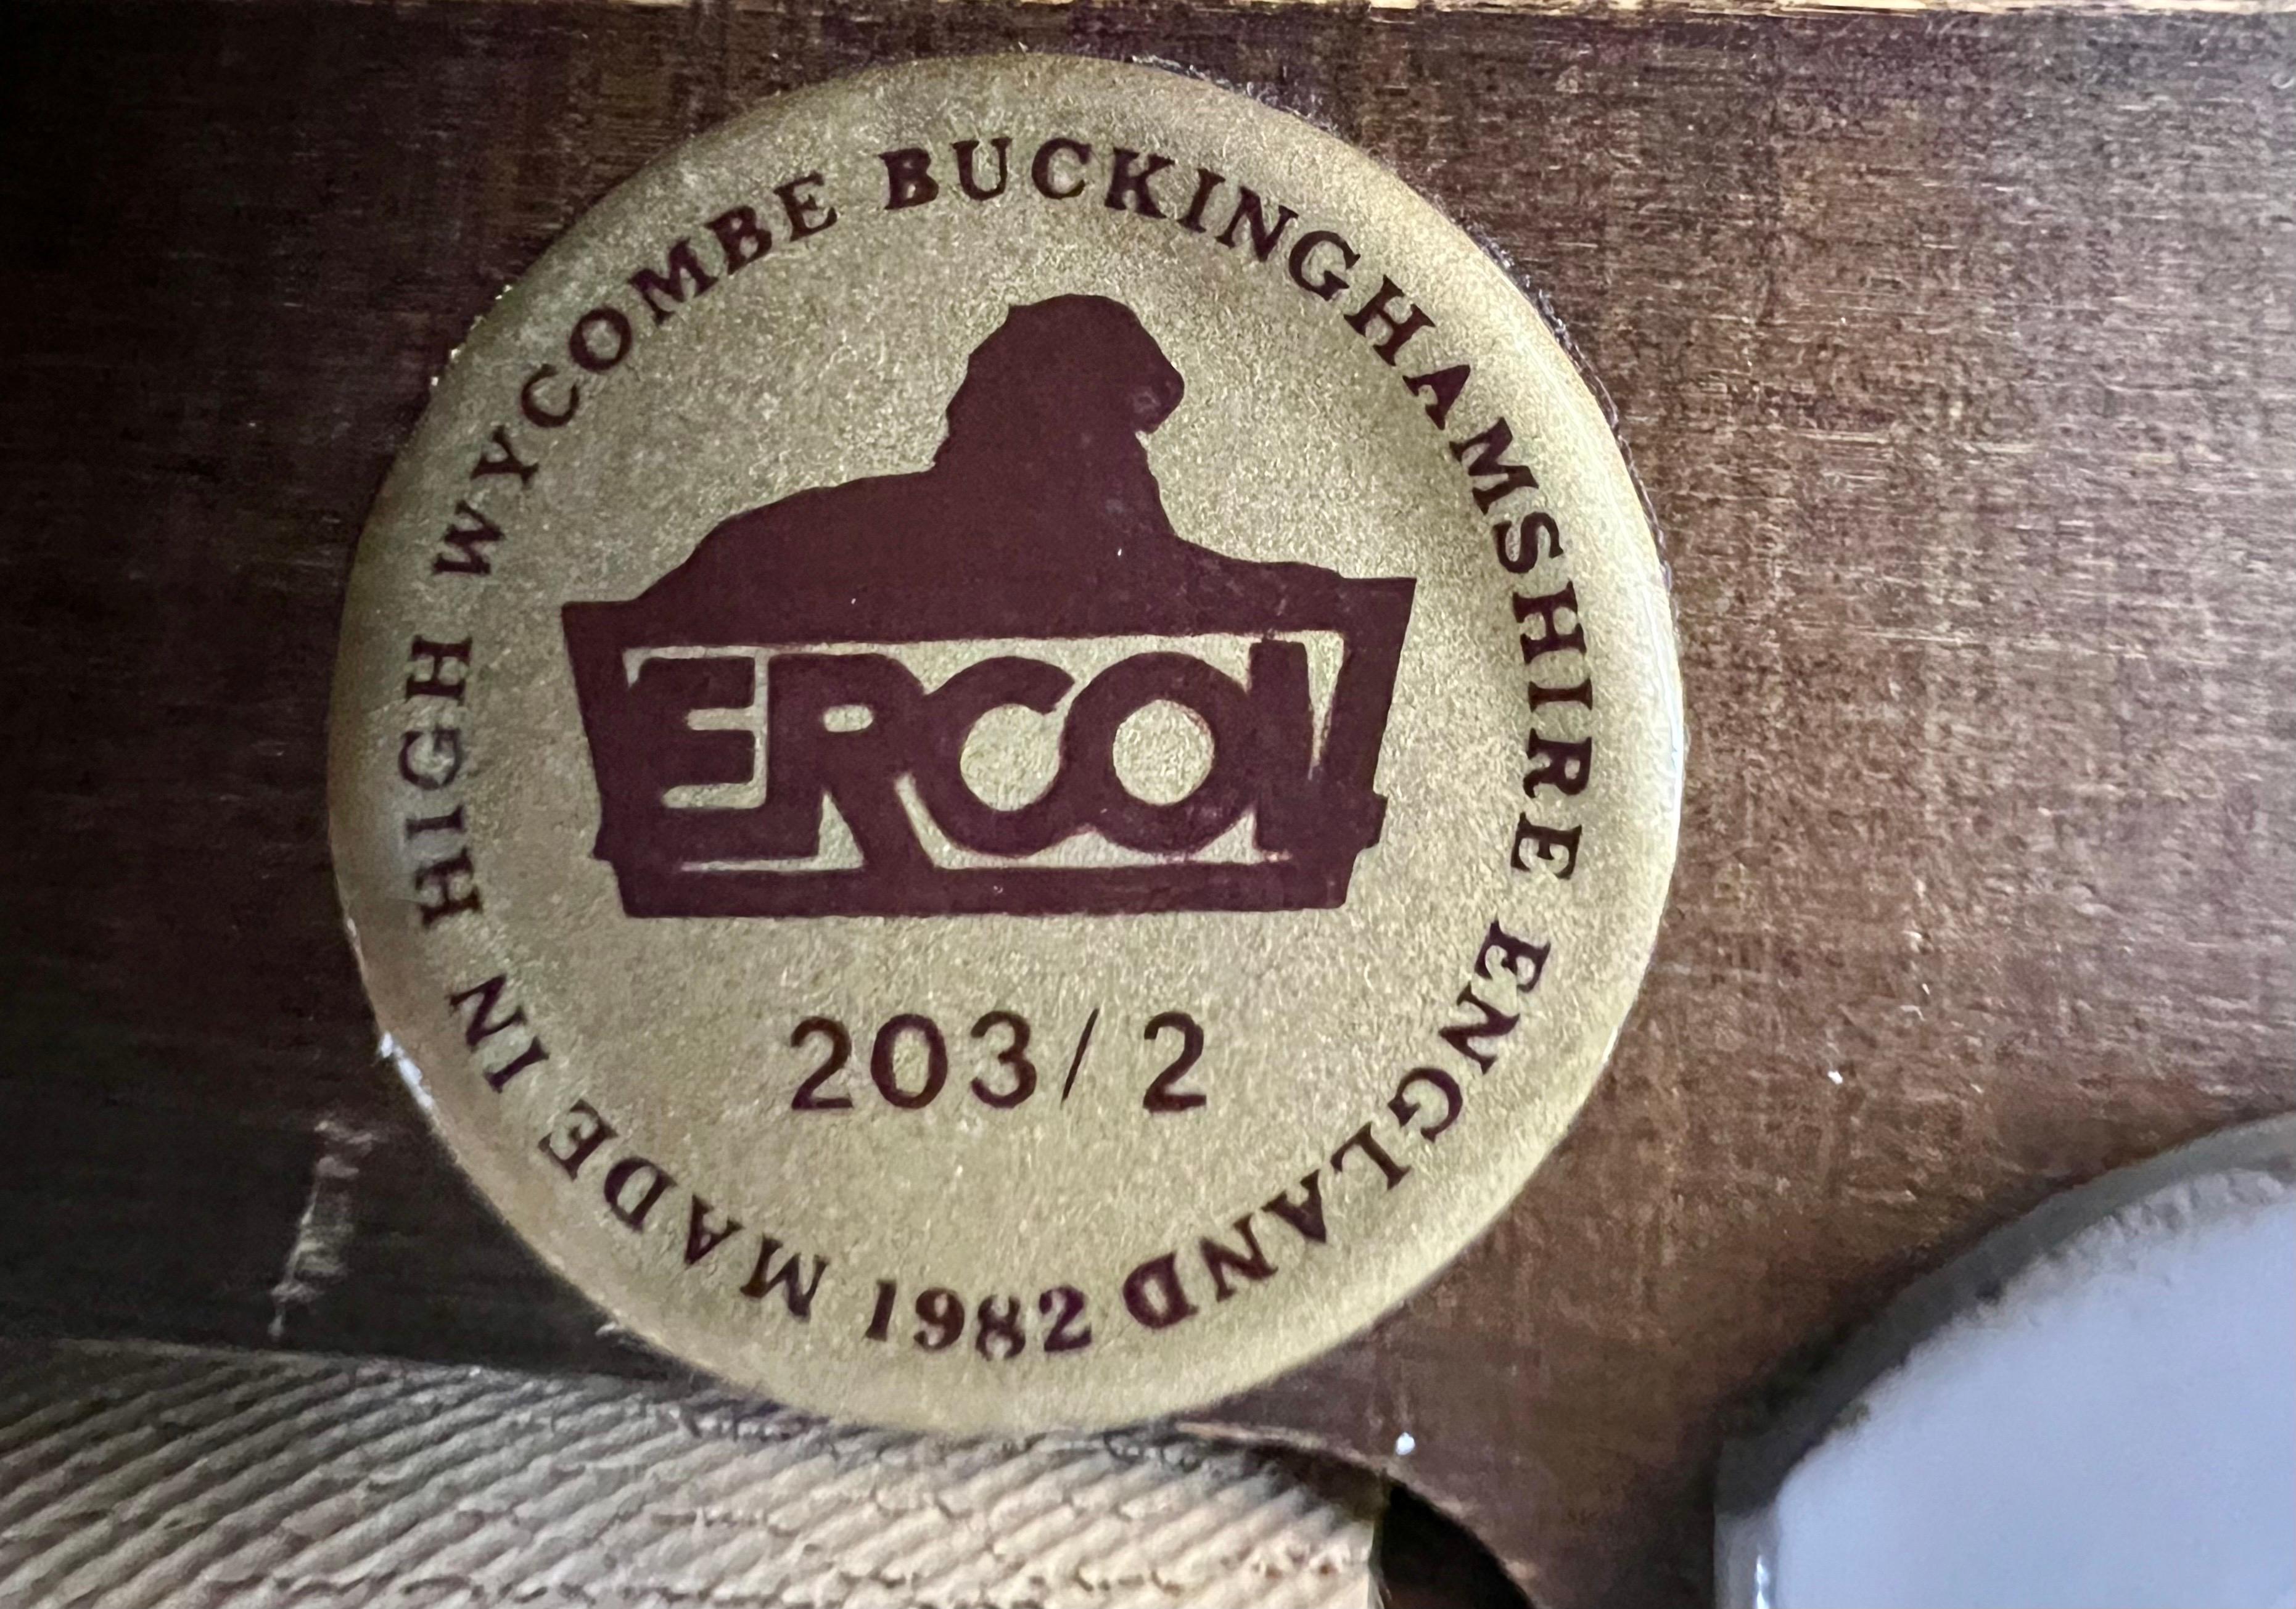 MADE IN HIGH WYCOMBE BUCKINGHAMSHIRE ENGLAND
ERCOL
203/ 2
1982